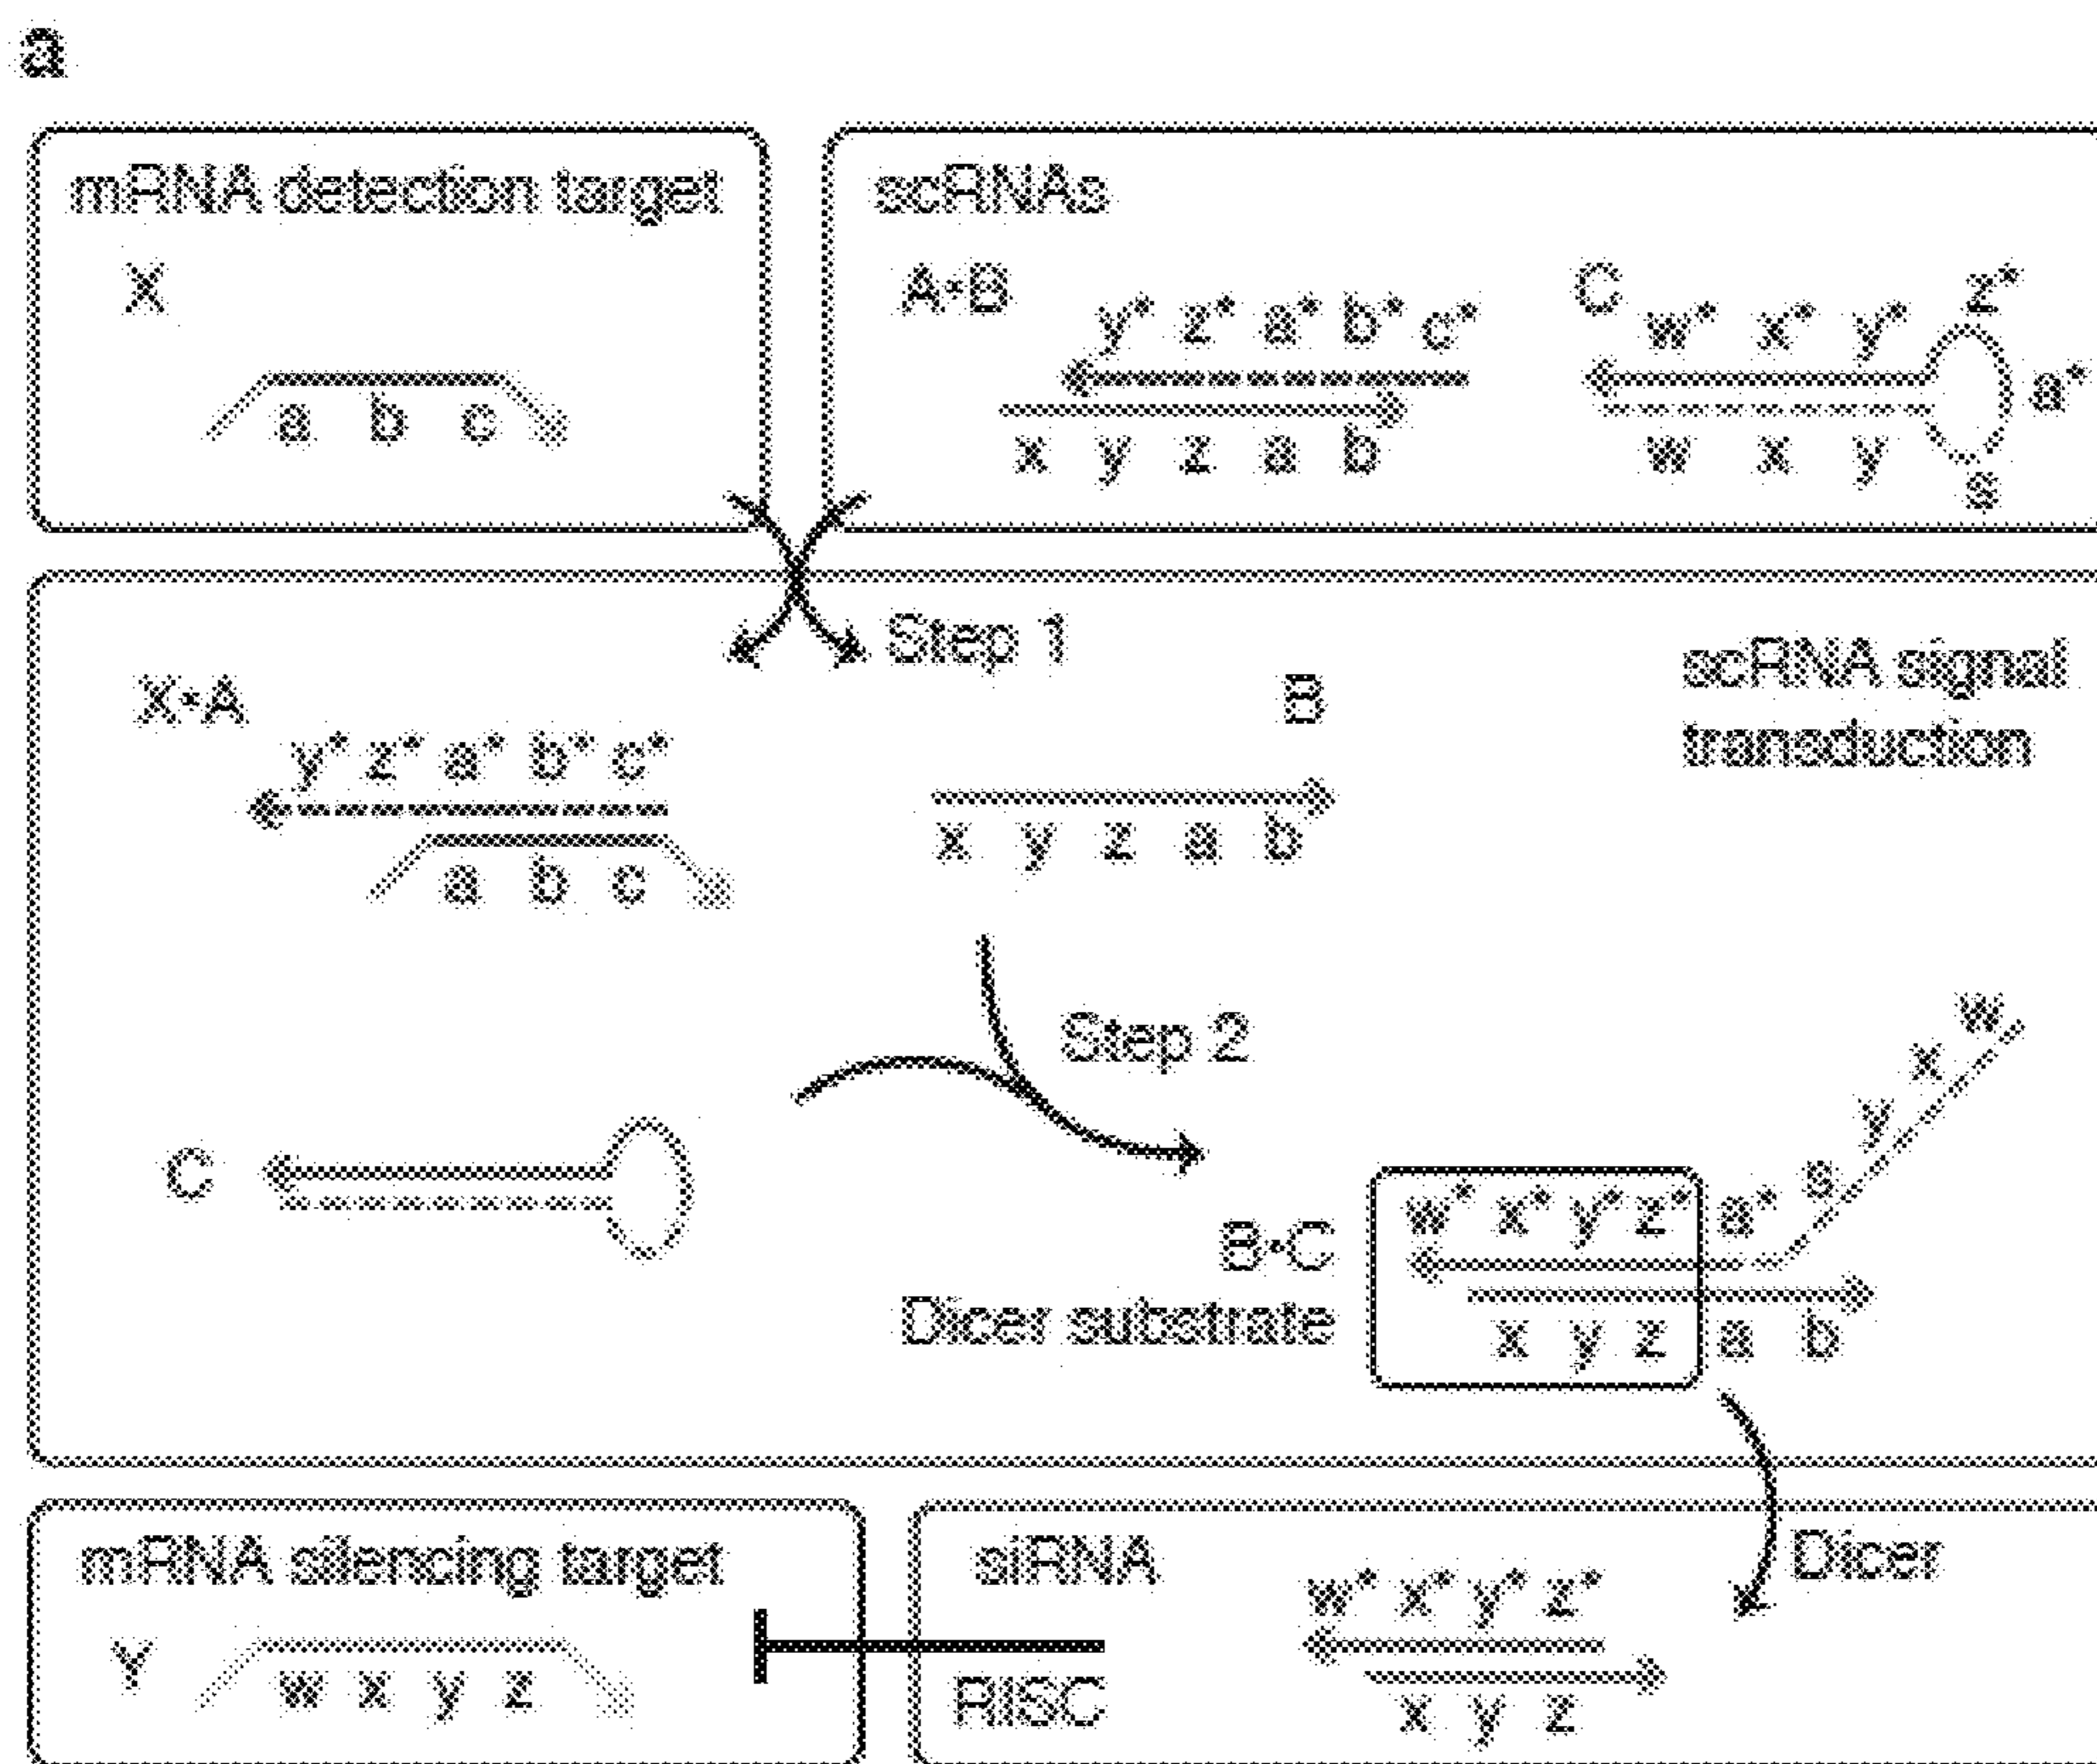 a
mRNA detection target
X
a b c
scRNAs
A·B
y* z* a* b* c*
x y z a b
C
w* x* y*
z*
a*
w x y
s
Step 1
X·A
y* z* a* b* c*
a b c
B
x y z a b
scRNA signal
transduction
Step 2
C
w
x
y
s
B·C
Dicer substrate
w* x* y* z* a*
x y z a b
Dicer
mRNA silencing target
Y
w x y z
siRNA
RISC
w* x* y* z*
x y z